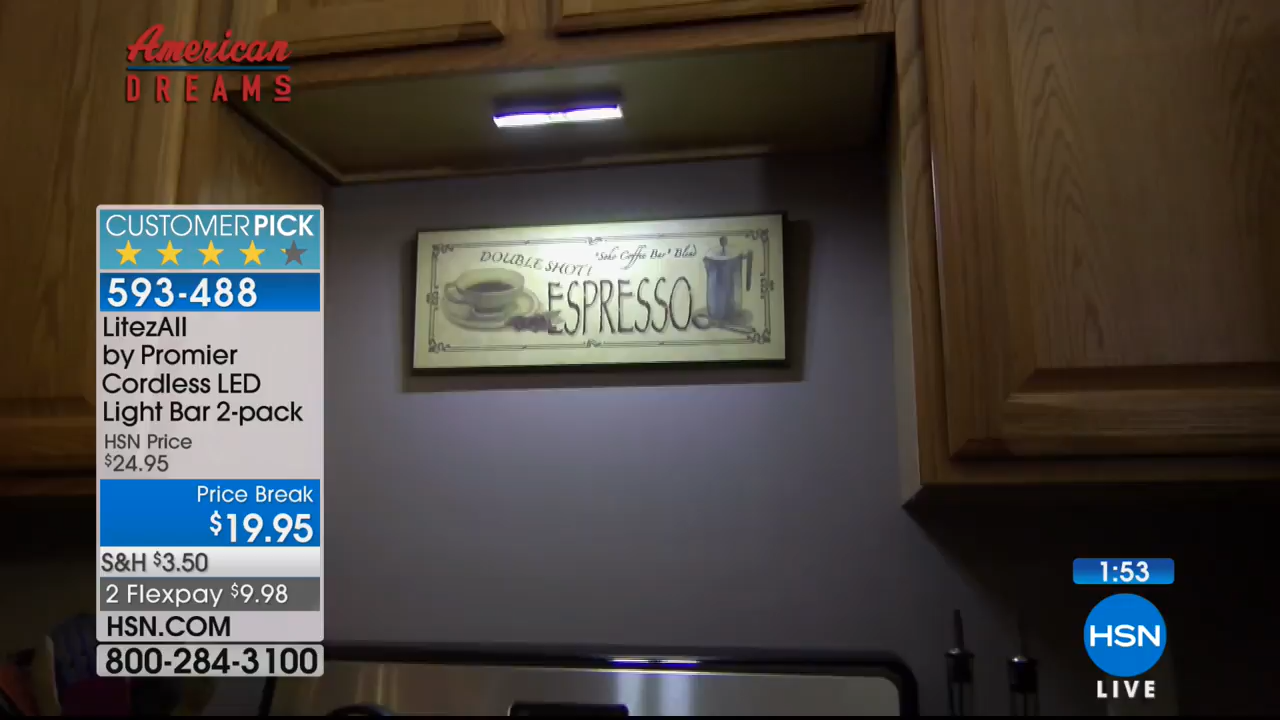 American
DREAMS
CUSTOMER PICK
593-488
LitezAll
by Promier
Cordless LED
Light Bar 2-pack
HSN Price
$24.95
Price Break
$19.95
S&H $3.50
2 Flexpay $9.98
HSN.COM
800-284-3100
DOUBLE SHOT!
"Soho Coffee Bar" Blend
ESPRESSO
1:53
HSN
LIVE